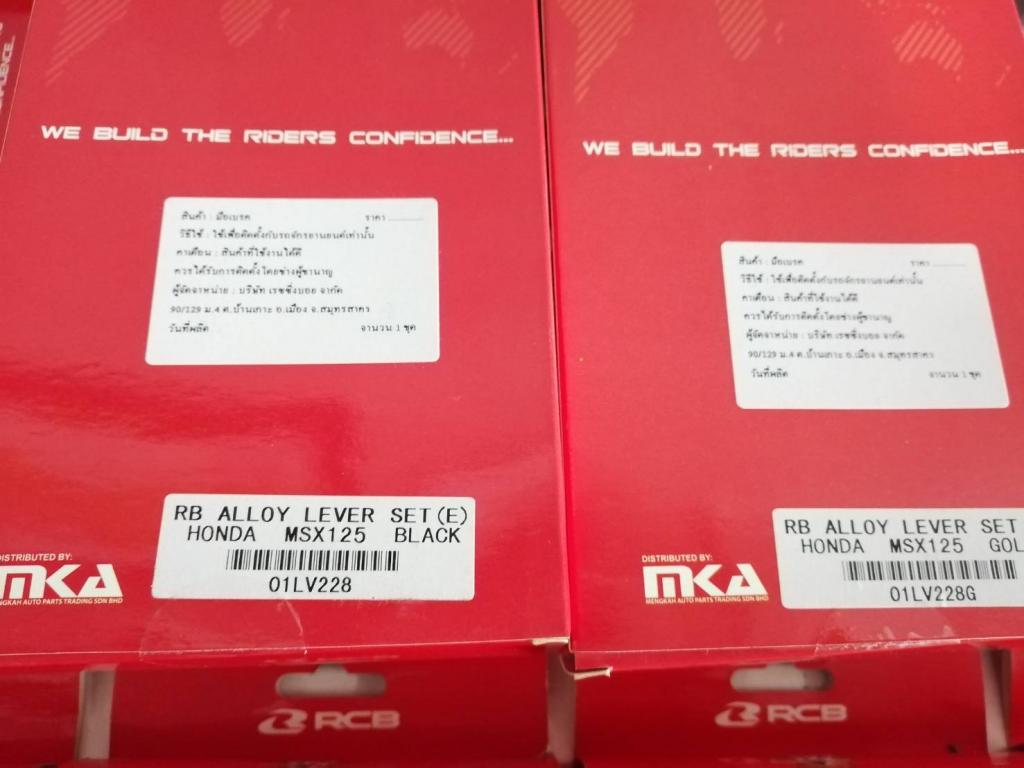 WE BUILD THE RIDERS CONFIDENCE...
สินค้า : มือเบรค ราคา ..........
วิธีใช้ : ใช้เพื่อติดตั้งกับรถจักรยานยนต์เท่านั้น
คาเตือน : สินค้าที่ใช้งานได้ดี
ควรได้รับการติดตั้งโดยช่างผู้ชานาญ
ผู้จัดจาหน่าย : บริษัท เรซซิ่งบอย จากัด
90/129 ม.4 ต.บ้านเกาะ อ.เมือง จ.สมุทรสาคา
วันที่ผลิต จานวน 1 ชุด
RB ALLOY LEVER SET(E)
HONDA MSX125 BLACK
01LV228
DISTRIBUTED BY:
MKA
MENGKAH AUTO PARTS TRADING SDN BHD
RCB
WE BUILD THE RIDERS CONFIDENCE...
สินค้า : มือเบรค ราคา ..........
วิธีใช้ : ใช้เพื่อติดตั้งกับรถจักรยานยนต์เท่านั้น
คาเตือน : สินค้าที่ใช้งานได้ดี
ควรได้รับการติดตั้งโดยช่างผู้ชานาญ
ผู้จัดจาหน่าย : บริษัท เรซซิ่งบอย จากัด
90/129 ม.4 ต.บ้านเกาะ อ.เมือง จ.สมุทรสาคา
วันที่ผลิต จานวน 1 ชุด
RB ALLOY LEVER SET
HONDA MSX125 GOL
01LV228G
DISTRIBUTED BY:
MKA
MENGKAH AUTO PARTS TRADING SDN BHD
RCB